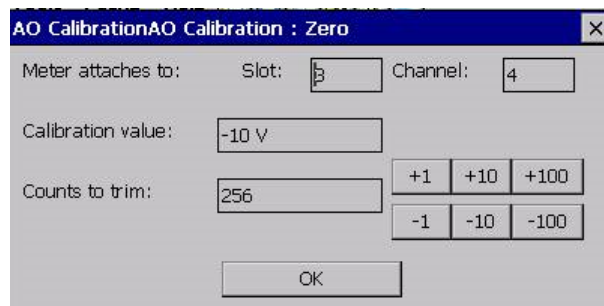 AO CalibrationAO Calibration : Zero
Meter attaches to: Slot: 3 Channel: 4
Calibration value: -10 V
+1 +10 +100
Counts to trim: 256
-1 -10 -100
OK